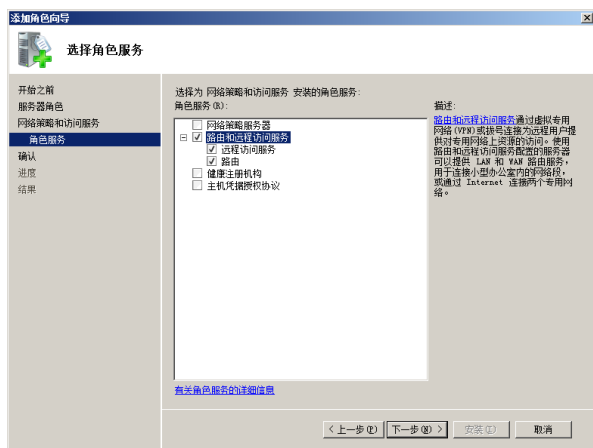 添加角色向导
选择角色服务
开始之前
服务器角色
网络策略和访问服务
角色服务
确认
进度
结果
选择为 网络策略和访问服务 安装的角色服务:
角色服务(R):
网络策略服务器
路由和远程访问服务
远程访问服务
路由
健康注册机构
主机凭据授权协议
有关角色服务的详细信息
描述:
路由和远程访问服务通过虚拟专用
网络(VPN)或拨号连接为远程用户提
供对专用网络上资源的访问。使用
路由和远程访问服务配置的服务器
可以提供 LAN 和 WAN 路由服务,
用于连接小型办公室内的网络段,
或通过 Internet 连接两个专用网
络。
< 上一步(P)
下一步(N) >
安装(I)
取消